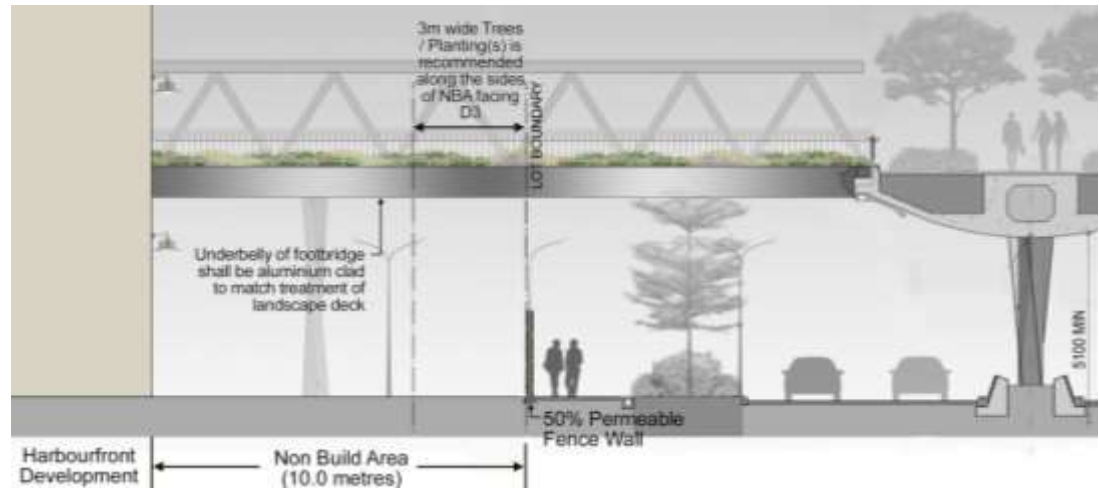 3m wide Trees
/ Planting(s) is
recommended
along the sides
of NBA facing
D3
LOT BOUNDARY
Underbelly of footbridge
shall be aluminium clad
to match treatment of
landscape deck
5100 MIN
50% Permeable
Fence Wall
Harbourfront
Development
Non Build Area
(10.0 metres)